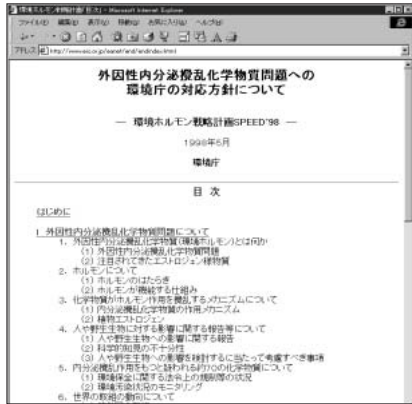 環境ホルモン戦略計画「目次」 - Microsoft Internet Explorer
ファイル(F) 編集(E) 表示(V) 移動(G) お気に入り(A) ヘルプ(H)
アドレス
外因性内分泌攪乱化学物質問題への
環境庁の対応方針について
― 環境ホルモン戦略計画SPEED'98 ―
1998年5月
環境庁
目 次
はじめに
I 外因性内分泌攪乱化学物質問題について
1. 外因性内分泌攪乱化学物質(環境ホルモン)とは何か
(1) 外因性内分泌攪乱化学物質問題
(2) 注目されてきたエストロジェン様物質
2. ホルモンについて
(1) ホルモンのはたらき
(2) ホルモンが機能する仕組み
3. 化学物質がホルモン作用を攪乱するメカニズムについて
(1) 内分泌攪乱化学物質の作用メカニズム
(2) 植物エストロジェン
4. 人や野生生物に対する影響に関する報告等について
(1) 人や野生生物への影響に関する報告
(2) 科学的知見の不十分性
(3) 人や野生生物への影響を検討するに当たって考慮すべき事項
5. 内分泌攪乱作用をもつと疑われる約70の化学物質について
(1) 環境保全に関する法令上の規制等の状況
(2) 環境汚染状況のモニタリング
6. 世界の取組の動向について